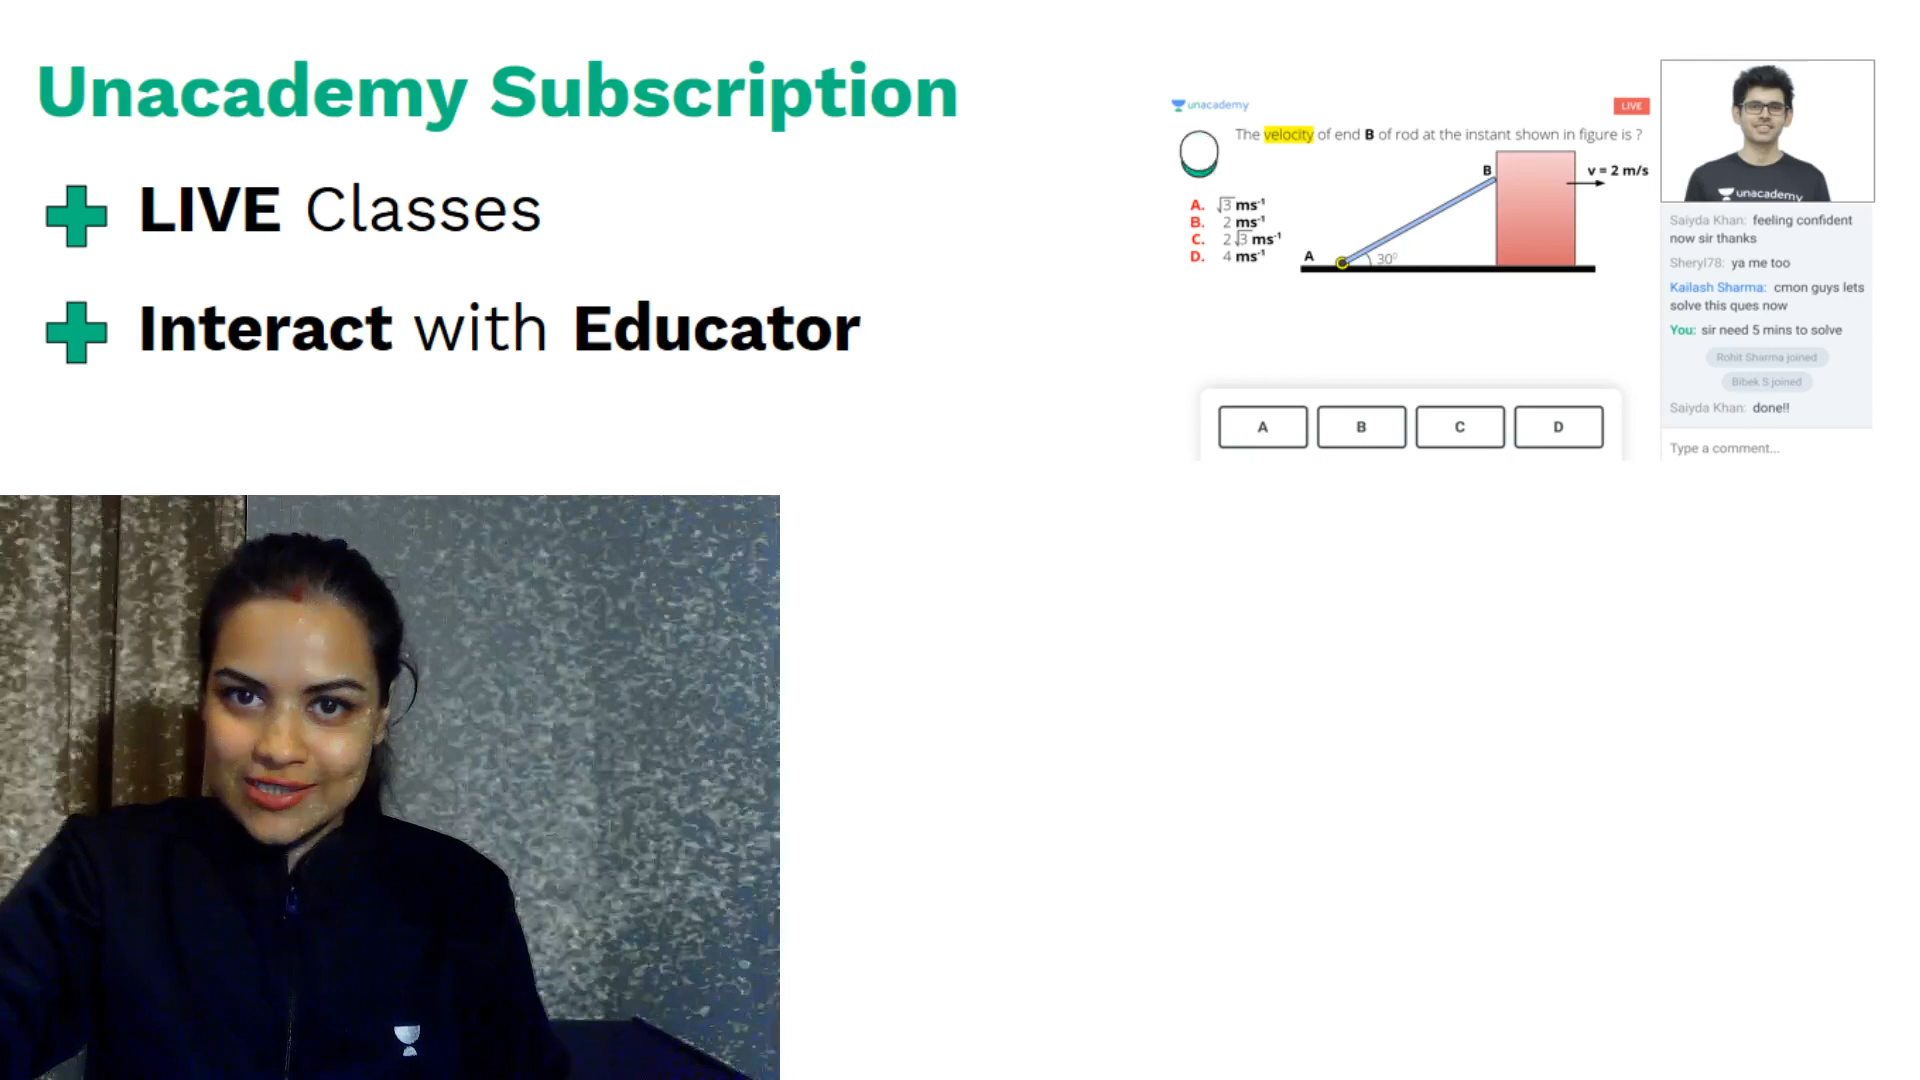 Unacademy Subscription
LIVE Classes
Interact with Educator
unacademy
LIVE
The velocity of end B of rod at the instant shown in figure is ?
A. √3 ms⁻¹
B. 2 ms⁻¹
C. 2√3 ms⁻¹
D. 4 ms⁻¹
B
v = 2 m/s
A
30⁰
A
B
C
D
unacademy
Saiyda Khan: feeling confident
now sir thanks
Sheryl78: ya me too
Kailash Sharma: cmon guys lets
solve this ques now
You: sir need 5 mins to solve
Rohit Sharma joined
Bibek S joined
Saiyda Khan: done!!
Type a comment...